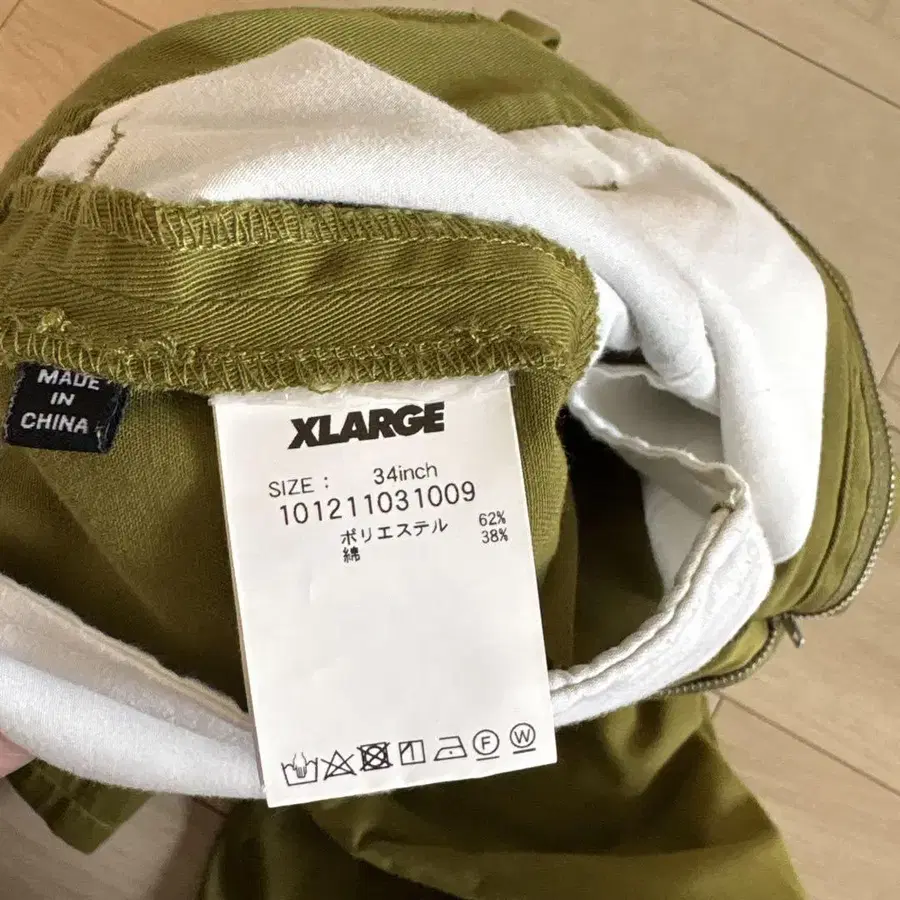 MADE
IN
CHINA
XLARGE
SIZE : 34inch
101211031009
ポリエステル 62%
綿 38%
F W